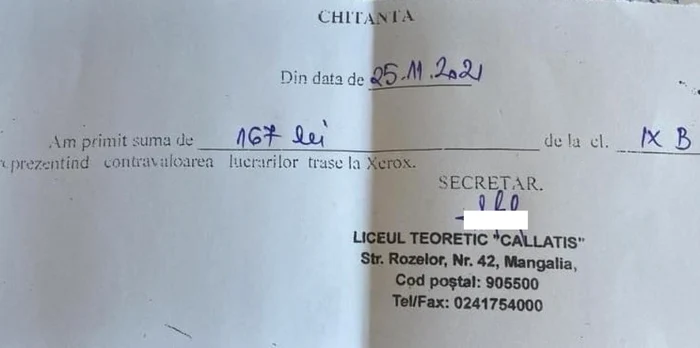 CHITANTA
Din data de 25.11.2021
Am primit suma de 167 lei de la cl. IX B
reprezentind contravaloarea lucrarilor trase la Xerox.
SECRETAR.
LICEUL TEORETIC "CALLATIS"
Str. Rozelor, Nr. 42, Mangalia,
Cod poștal: 905500
Tel/Fax: 0241754000